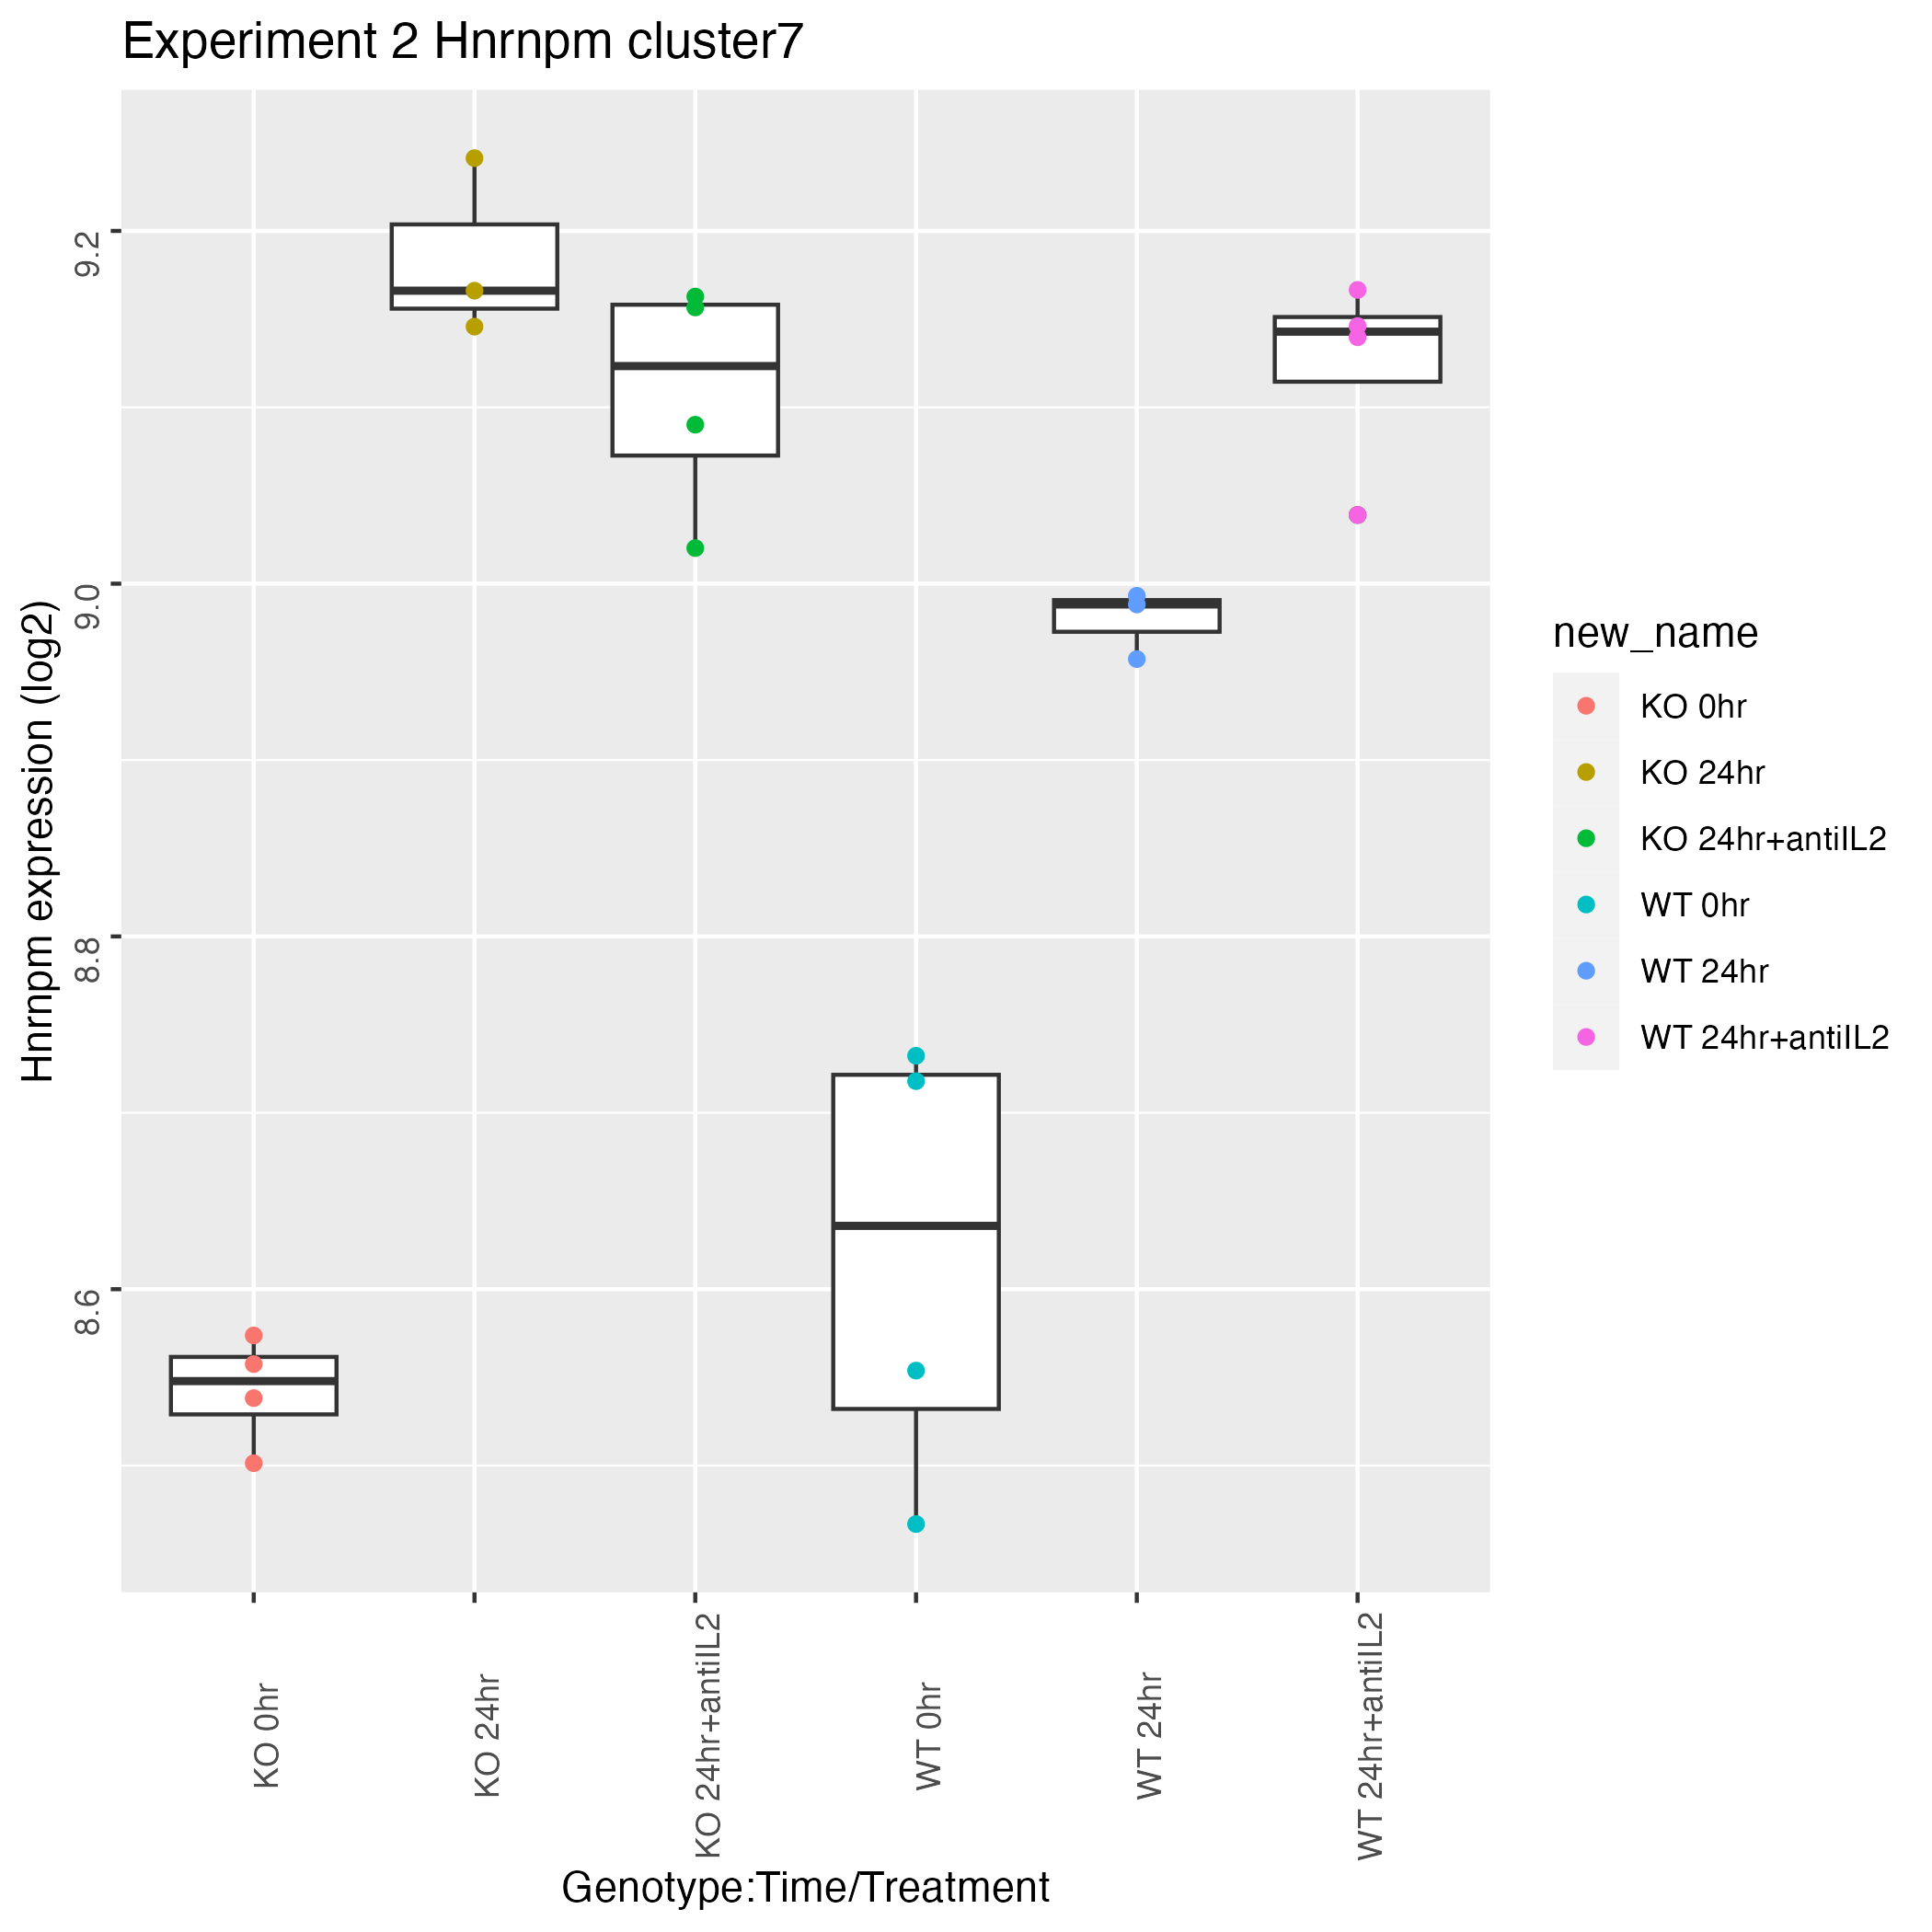 Experiment 2 Hnrnpm cluster7
Hnrnpm expression (log2)
9.2
9.0
8.8
8.6
KO 0hr
KO 24hr
KO 24hr+antiIL2
WT 0hr
WT 24hr
WT 24hr+antiIL2
Genotype:Time/Treatment
new_name
KO 0hr
KO 24hr
KO 24hr+antiIL2
WT 0hr
WT 24hr
WT 24hr+antiIL2